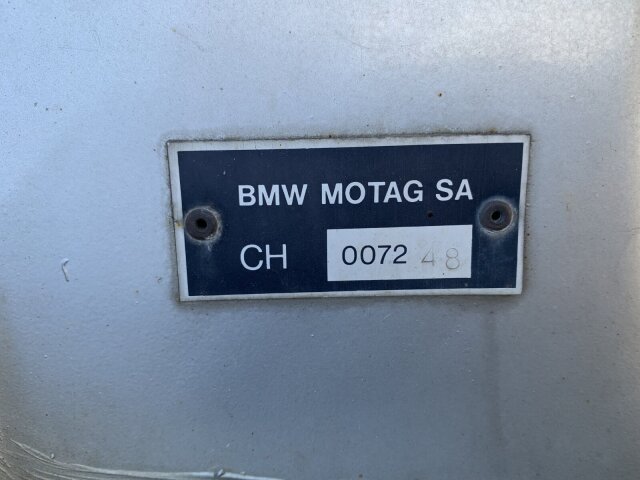 BMW MOTAG SA
CH 0072 48